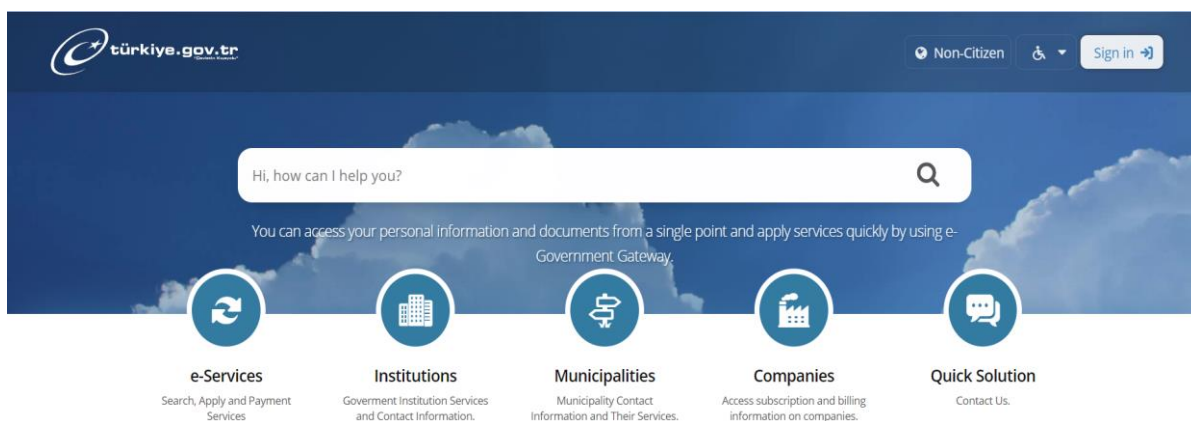 türkiye.gov.tr
Non-Citizen
Sign in
Hi, how can I help you?
You can access your personal information and documents from a single point and apply services quickly by using e-
Government Gateway.
e-Services
Search, Apply and Payment
Services
Institutions
Goverment Institution Services
and Contact Information.
Municipalities
Municipality Contact
Information and Their Services.
Companies
Access subscription and billing
information on companies.
Quick Solution
Contact Us.